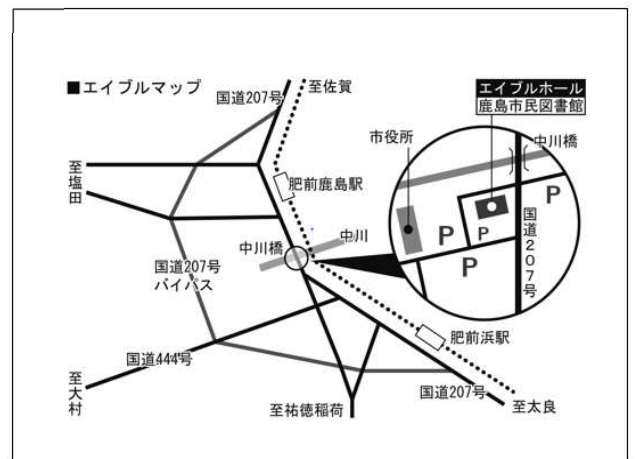 ■エイブルマップ
国道207号
至佐賀
エイブルホール
鹿島市民図書館
市役所
中川橋
至塩田
肥前鹿島駅
P
P
P
P
国道207号
中川橋
中川
国道207号
バイパス
肥前浜駅
国道444号
至大村
国道207号
至祐徳稲荷
至太良